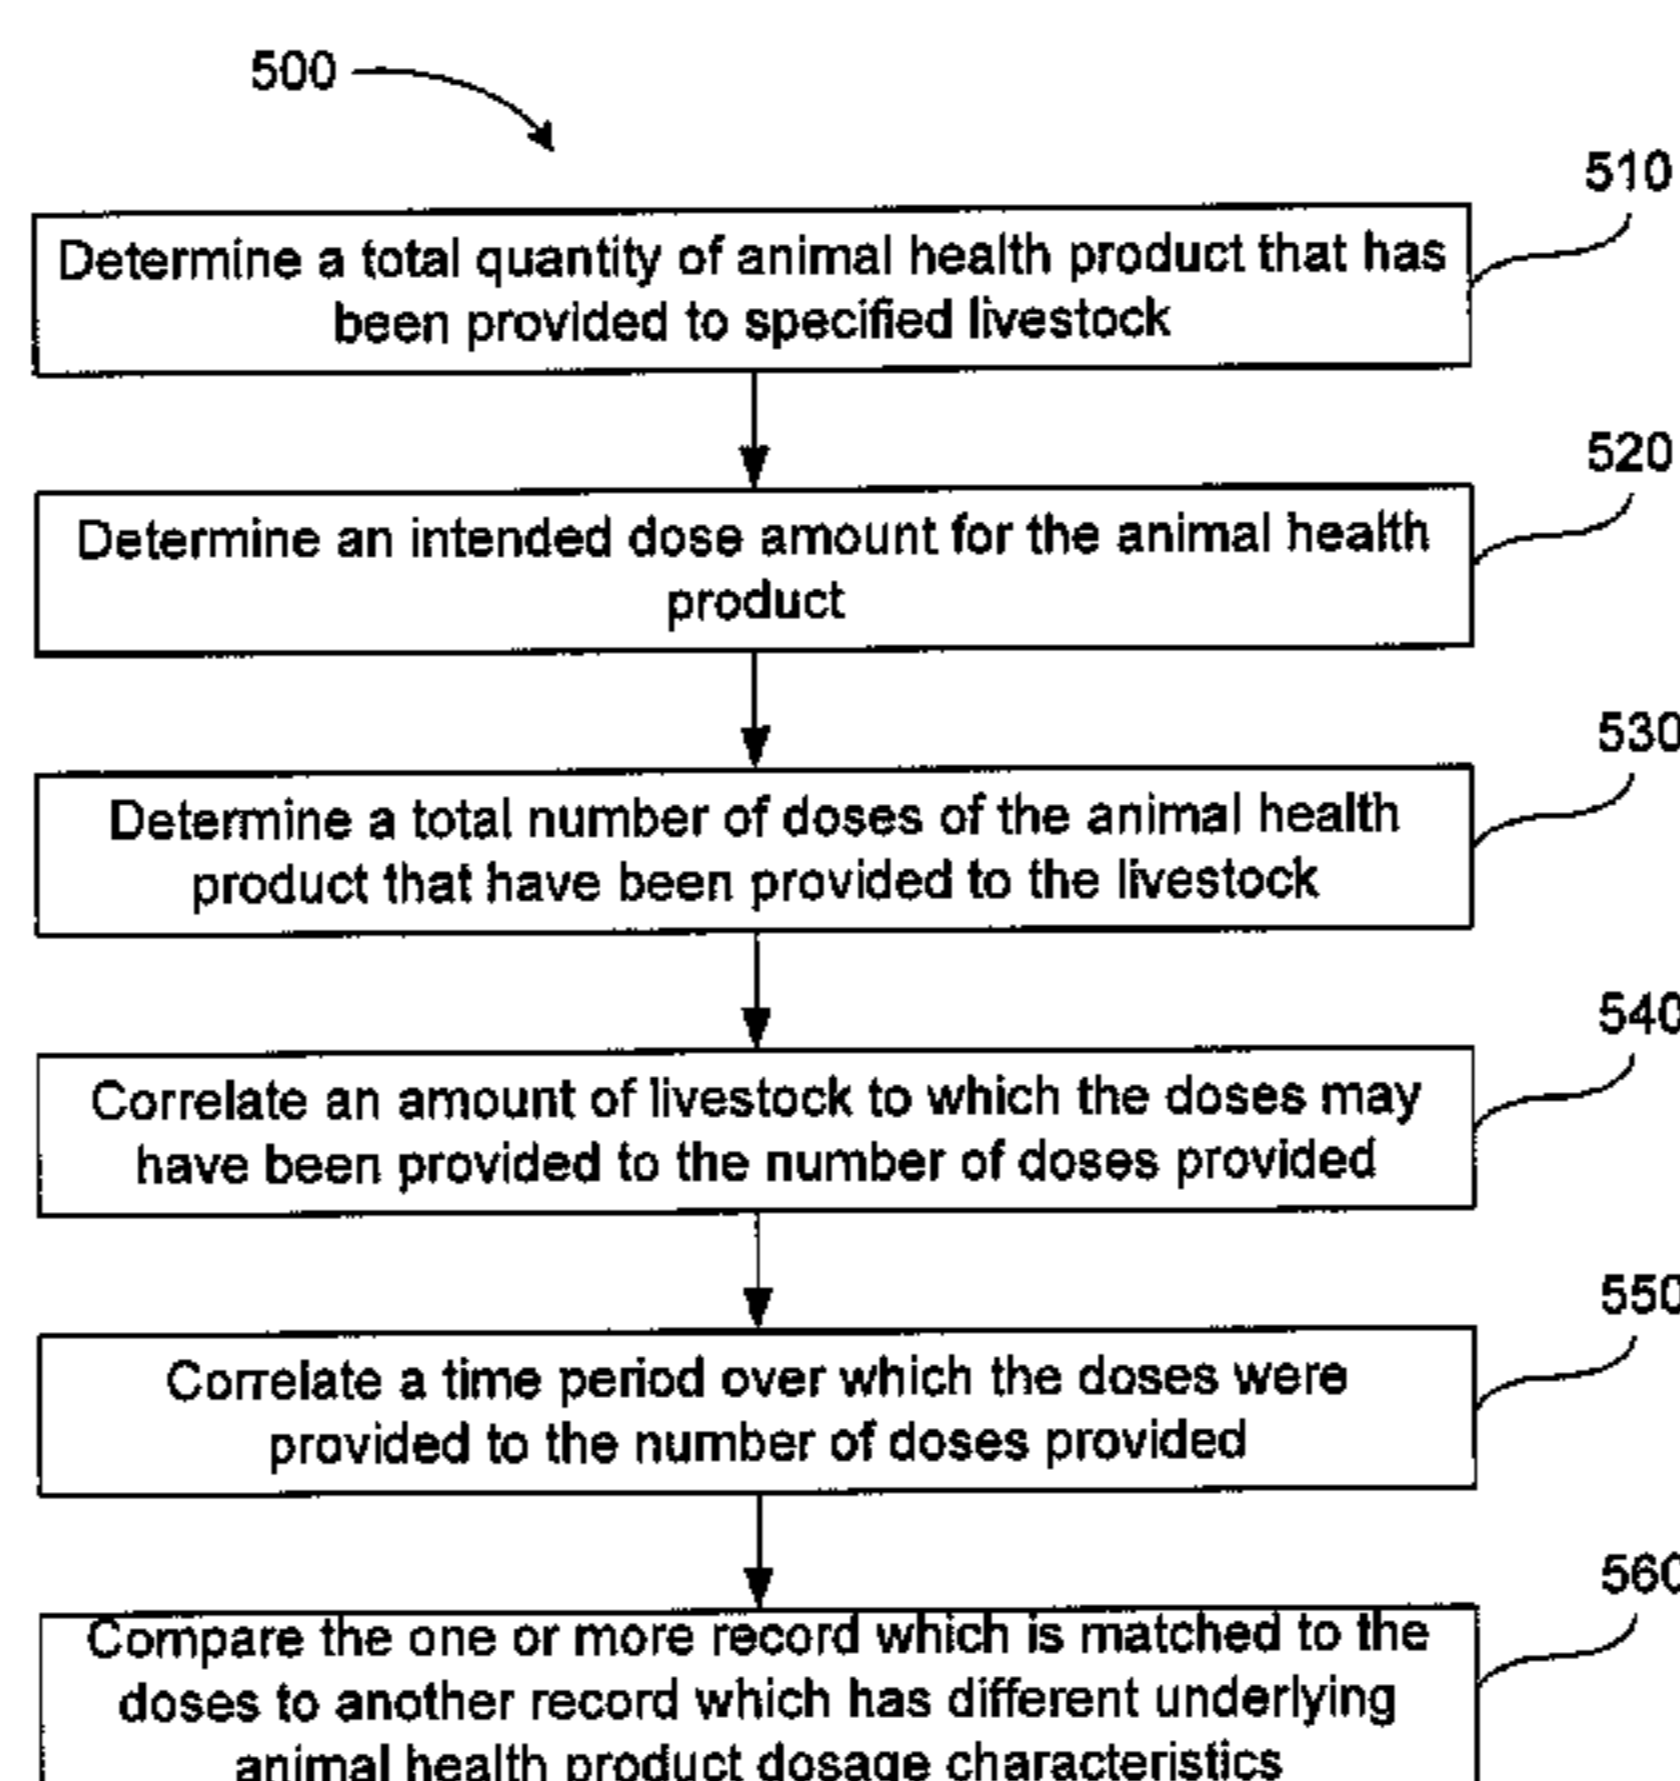 500
510
Determine a total quantity of animal health product that has
been provided to specified livestock
520
Determine an intended dose amount for the animal health
product
530
Determine a total number of doses of the animal health
product that have been provided to the livestock
540
Correlate an amount of livestock to which the doses may
have been provided to the number of doses provided
550
Correlate a time period over which the doses were
provided to the number of doses provided
560
Compare the one or more record which is matched to the
doses to another record which has different underlying
animal health product dosage characteristics